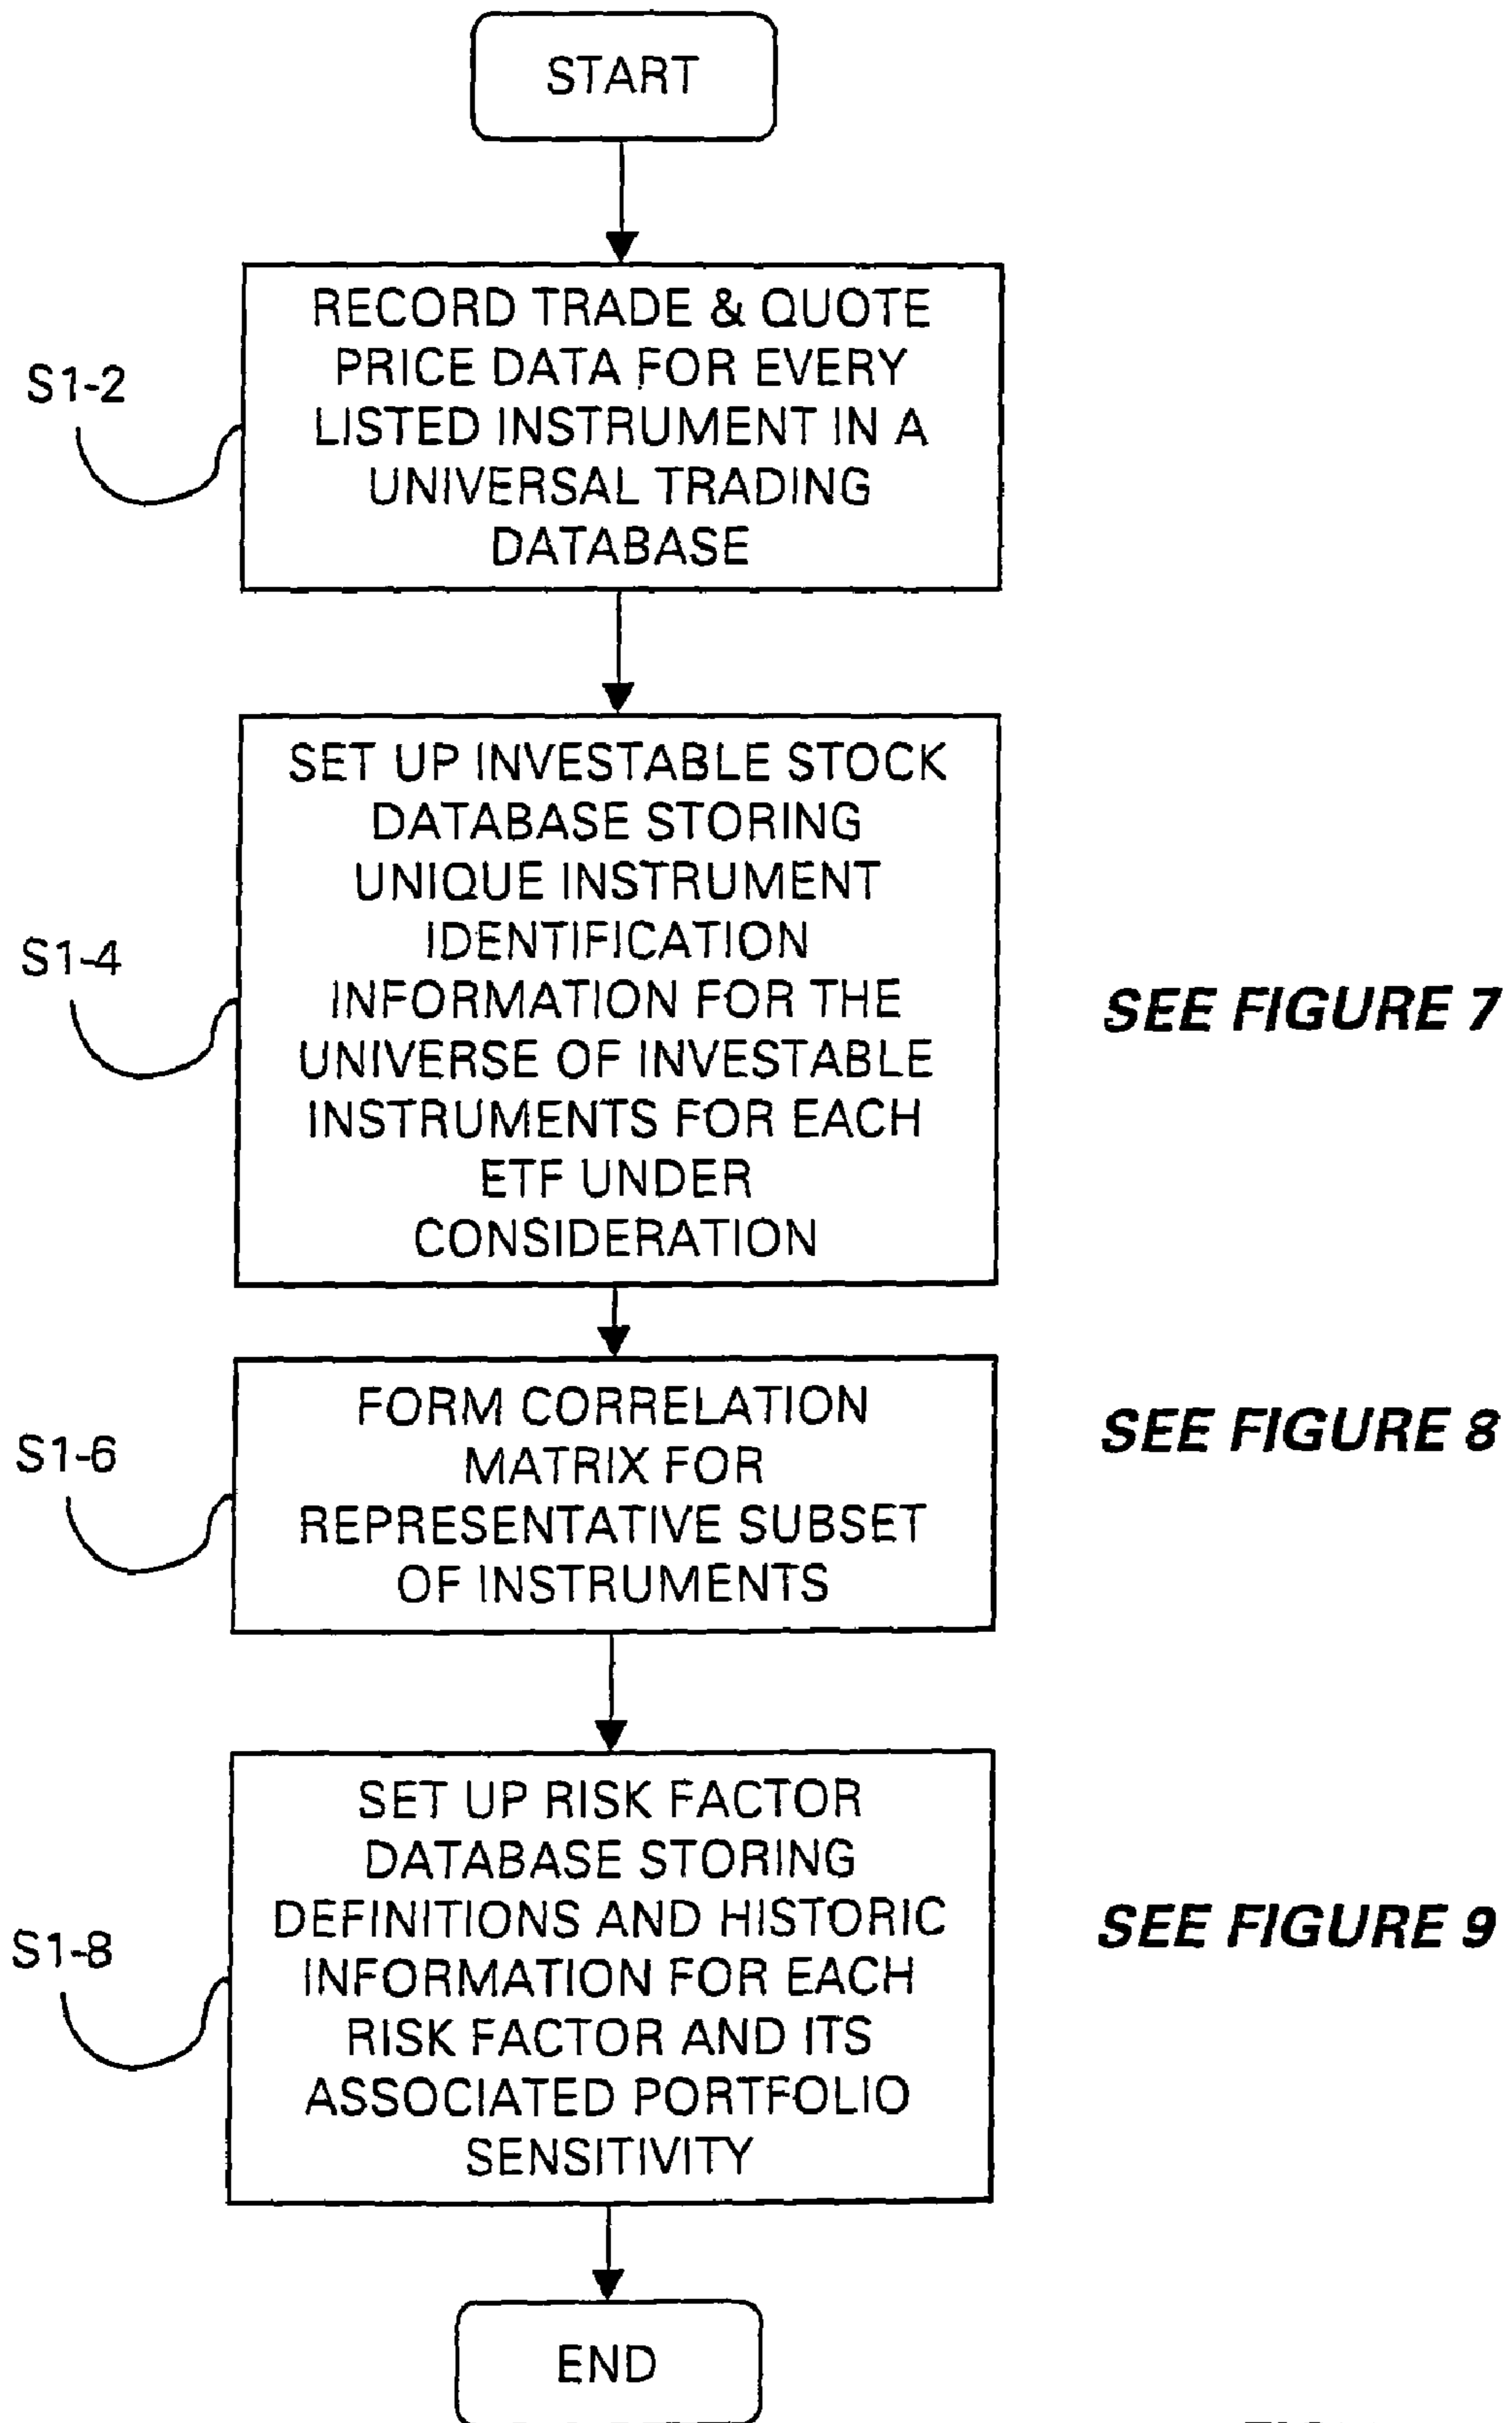 START
RECORD TRADE & QUOTE
PRICE DATA FOR EVERY
LISTED INSTRUMENT IN A
UNIVERSAL TRADING
DATABASE
S1-2
SET UP INVESTABLE STOCK
DATABASE STORING
UNIQUE INSTRUMENT
IDENTIFICATION
INFORMATION FOR THE
UNIVERSE OF INVESTABLE
INSTRUMENTS FOR EACH
ETF UNDER
CONSIDERATION
S1-4
SEE FIGURE 7
FORM CORRELATION
MATRIX FOR
REPRESENTATIVE SUBSET
OF INSTRUMENTS
S1-6
SEE FIGURE 8
SET UP RISK FACTOR
DATABASE STORING
DEFINITIONS AND HISTORIC
INFORMATION FOR EACH
RISK FACTOR AND ITS
ASSOCIATED PORTFOLIO
SENSITIVITY
S1-8
SEE FIGURE 9
END